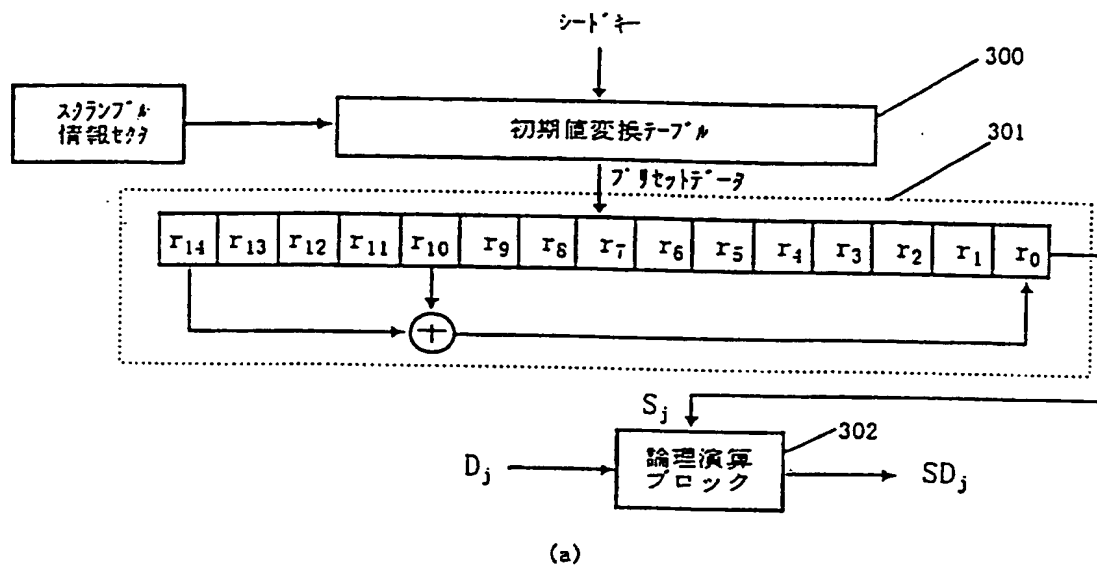 シードキー
300
スクランブル
情報セクタ
初期値変換テーブル
301
プリセットデータ
r14 r13 r12 r11 r10 r9 r8 r7 r6 r5 r4 r3 r2 r1 r0
+
Sj
302
Dj
論理演算
ブロック
SDj
(a)